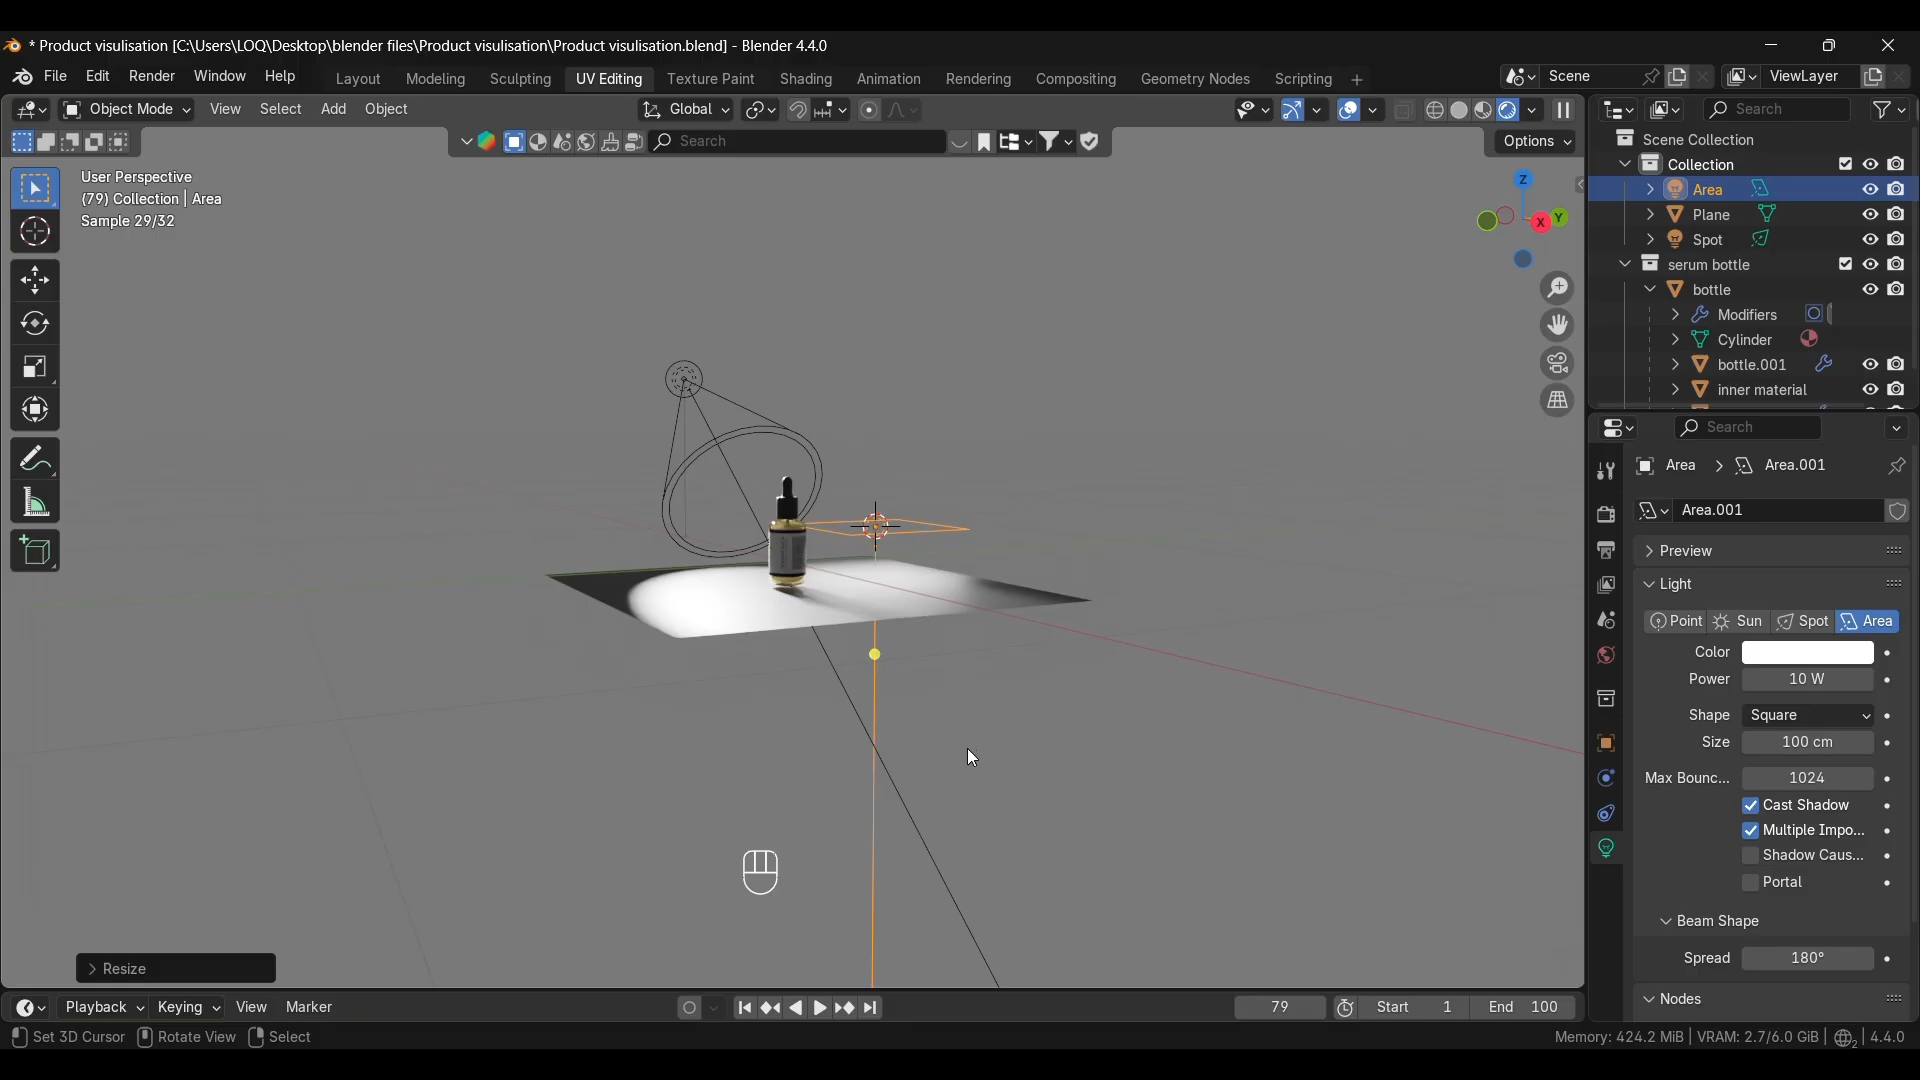 * Product visulisation [C:\Users\LOQ\Desktop\blender files\Product visulisation\Product visulisation.blend] - Blender 4.4.0
File Edit Render Window Help Layout Modeling Sculpting UV Editing Texture Paint Shading Animation Rendering Compositing Geometry Nodes Scripting + Scene ViewLayer
Object Mode View Select Add Object Global Search
Search Options
User Perspective
(79) Collection | Area
Sample 29/32
Z
X
Y
Scene Collection
Collection
Area
Plane
Spot
serum bottle
bottle
Modifiers
Cylinder
bottle.001
inner material
Search
Area > Area.001
Area.001
Preview
Light
Point Sun Spot Area
Color
Power 10 W
Shape Square
Size 100 cm
Max Bounc... 1024
Cast Shadow
Multiple Impo...
Shadow Caus...
Portal
Beam Shape
Spread 180°
Nodes
Resize
Playback Keying View Marker 79 Start 1 End 100
Set 3D Cursor Rotate View Select Memory: 424.2 MiB | VRAM: 2.7/6.0 GiB | 2 | 4.4.0